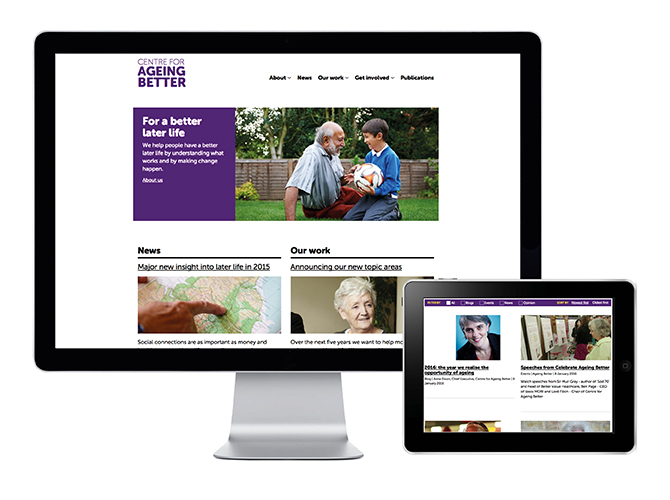 CENTRE FOR
AGEING
BETTER
About News Our work Get involved Publications
For a better
later life
We help people have a better
later life by understanding what
works and by making change
happen.
About us
News
Our work
Major new insight into later life in 2015
Announcing our new topic areas
Social connections are as important as money and
Over the next five years we want to help mo
FILTER BY All Blogs Events News Opinion SORT BY Newest first Oldest first
2016: the year we realise the
opportunity of ageing
Blog | Anna Dixon, Chief Executive, Centre for Ageing Better | 8
January 2016
Speeches from Celebrate Ageing Better
Events | Ageing Better | 8 January 2016
Watch speeches from Sir Muir Gray - author of 'Sod 70
and Head of Better Value Healthcare, Ben Page - CEO
of Ipsos MORI and Lord Filkin - Chair of Centre for
Ageing Better